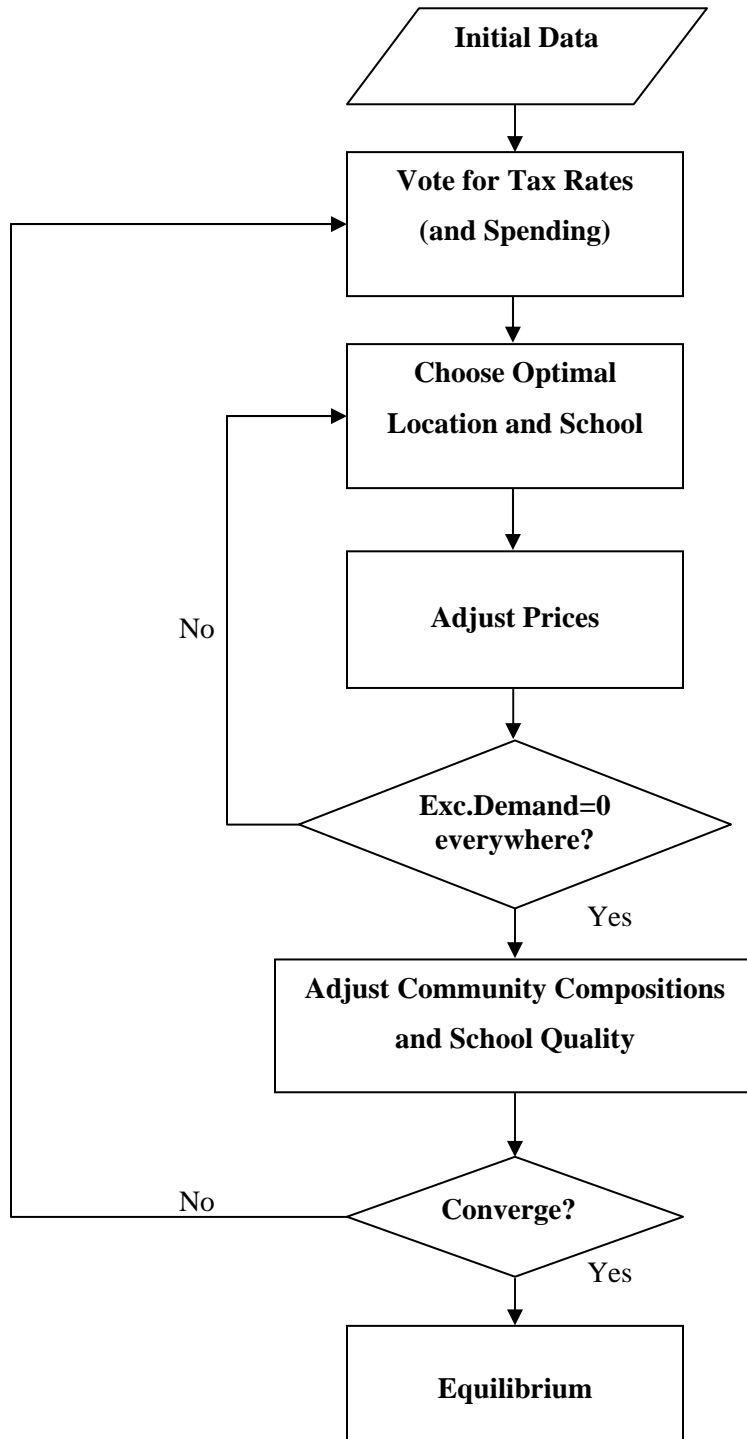 Initial Data
Vote for Tax Rates
(and Spending)
Choose Optimal
Location and School
Adjust Prices
No
Exc.Demand=0
everywhere?
Yes
Adjust Community Compositions
and School Quality
No
Converge?
Yes
Equilibrium